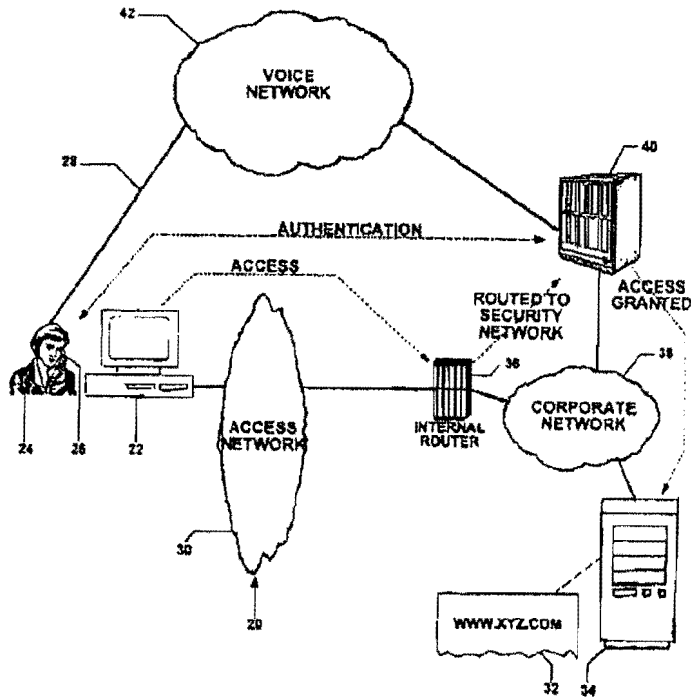 42
VOICE
NETWORK
28
40
AUTHENTICATION
ACCESS
ACCESS
GRANTED
ROUTED TO
SECURITY
NETWORK
36
38
24
26
22
ACCESS
NETWORK
INTERNAL
ROUTER
CORPORATE
NETWORK
30
20
WWW.XYZ.COM
32
34